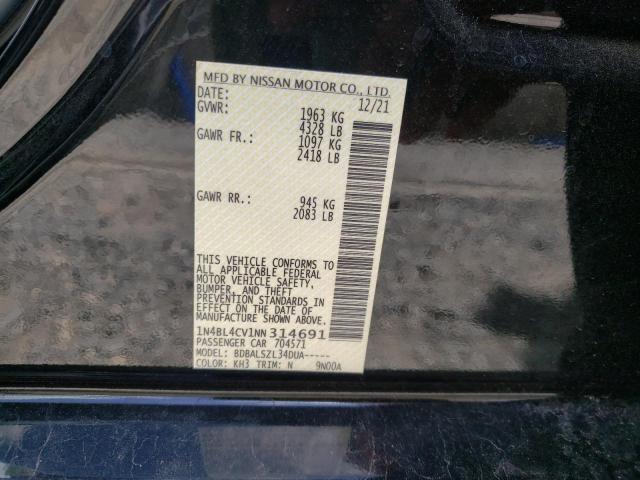 MFD BY NISSAN MOTOR CO., LTD.
DATE: 12/21
GVWR: 1963 KG
4328 LB
GAWR FR.: 1097 KG
2418 LB
GAWR RR.: 945 KG
2083 LB
THIS VEHICLE CONFORMS TO
ALL APPLICABLE FEDERAL
MOTOR VEHICLE SAFETY,
BUMPER, AND THEFT
PREVENTION STANDARDS IN
EFFECT ON THE DATE OF
MANUFACTURE SHOWN ABOVE.
1N4BL4CV1NN314691
PASSENGER CAR 704571
MODEL: BDBALSZL34DUA-----
COLOR: KH3 TRIM: N 9N00A